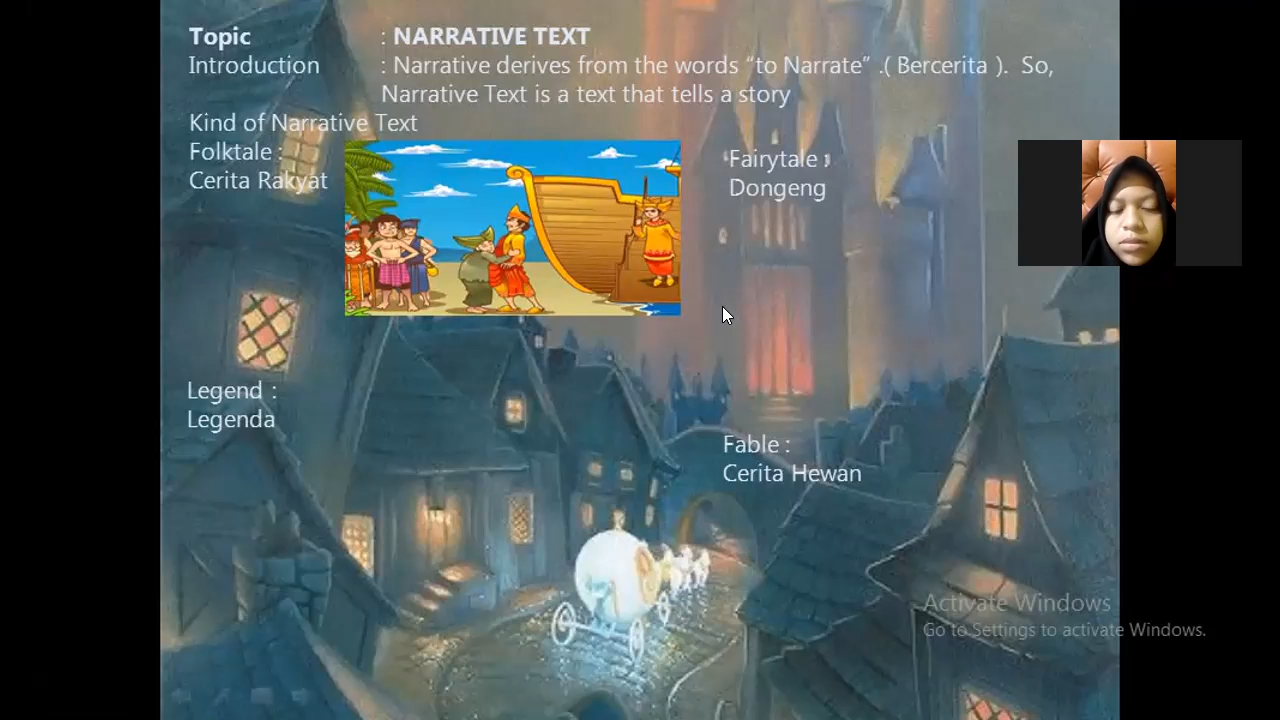 Topic : NARRATIVE TEXT
Introduction : Narrative derives from the words “to Narrate” .( Bercerita ). So,
Narrative Text is a text that tells a story
Kind of Narrative Text
Folktale :
Cerita Rakyat
Fairytale :
Dongeng
Legend :
Legenda
Fable :
Cerita Hewan
Activate Windows
Go to Settings to activate Windows.